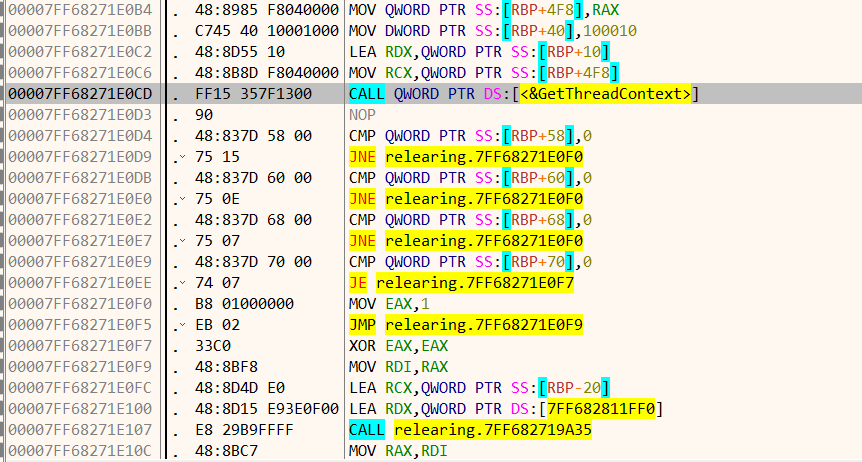 00007FF68271E0B4 . 48:8985 F8040000 MOV QWORD PTR SS:[RBP+4F8],RAX
00007FF68271E0BB . C745 40 10001000 MOV DWORD PTR SS:[RBP+40],100010
00007FF68271E0C2 . 48:8D55 10 LEA RDX,QWORD PTR SS:[RBP+10]
00007FF68271E0C6 . 48:8B8D F8040000 MOV RCX,QWORD PTR SS:[RBP+4F8]
00007FF68271E0CD . FF15 357F1300 CALL QWORD PTR DS:[<&GetThreadContext>]
00007FF68271E0D3 . 90 NOP
00007FF68271E0D4 . 48:837D 58 00 CMP QWORD PTR SS:[RBP+58],0
00007FF68271E0D9 . 75 15 JNE relearing.7FF68271E0F0
00007FF68271E0DB . 48:837D 60 00 CMP QWORD PTR SS:[RBP+60],0
00007FF68271E0E0 . 75 0E JNE relearing.7FF68271E0F0
00007FF68271E0E2 . 48:837D 68 00 CMP QWORD PTR SS:[RBP+68],0
00007FF68271E0E7 . 75 07 JNE relearing.7FF68271E0F0
00007FF68271E0E9 . 48:837D 70 00 CMP QWORD PTR SS:[RBP+70],0
00007FF68271E0EE . 74 07 JE relearing.7FF68271E0F7
00007FF68271E0F0 . B8 01000000 MOV EAX,1
00007FF68271E0F5 . EB 02 JMP relearing.7FF68271E0F9
00007FF68271E0F7 . 33C0 XOR EAX,EAX
00007FF68271E0F9 . 48:8BF8 MOV RDI,RAX
00007FF68271E0FC . 48:8D4D E0 LEA RCX,QWORD PTR SS:[RBP-20]
00007FF68271E100 . 48:8D15 E93E0F00 LEA RDX,QWORD PTR DS:[7FF682811FF0]
00007FF68271E107 . E8 29B9FFFF CALL relearing.7FF682719A35
00007FF68271E10C . 48:8BC7 MOV RAX,RDI